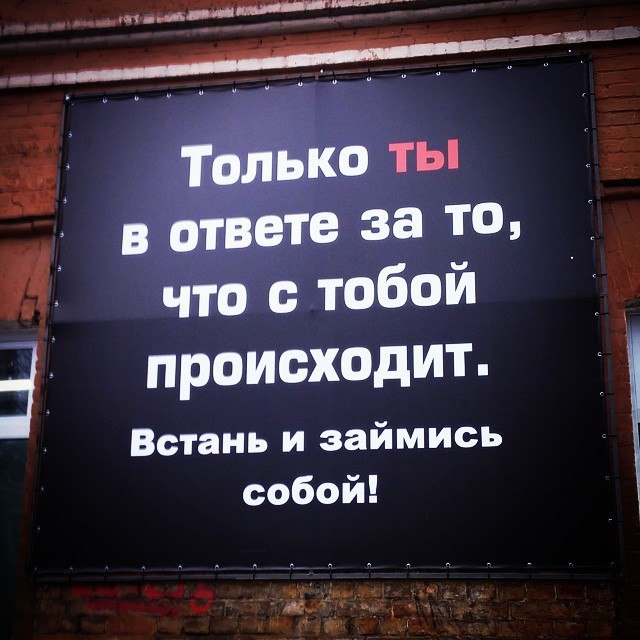 Только ты
в ответе за то,
что с тобой
происходит.
Встань и займись
собой!